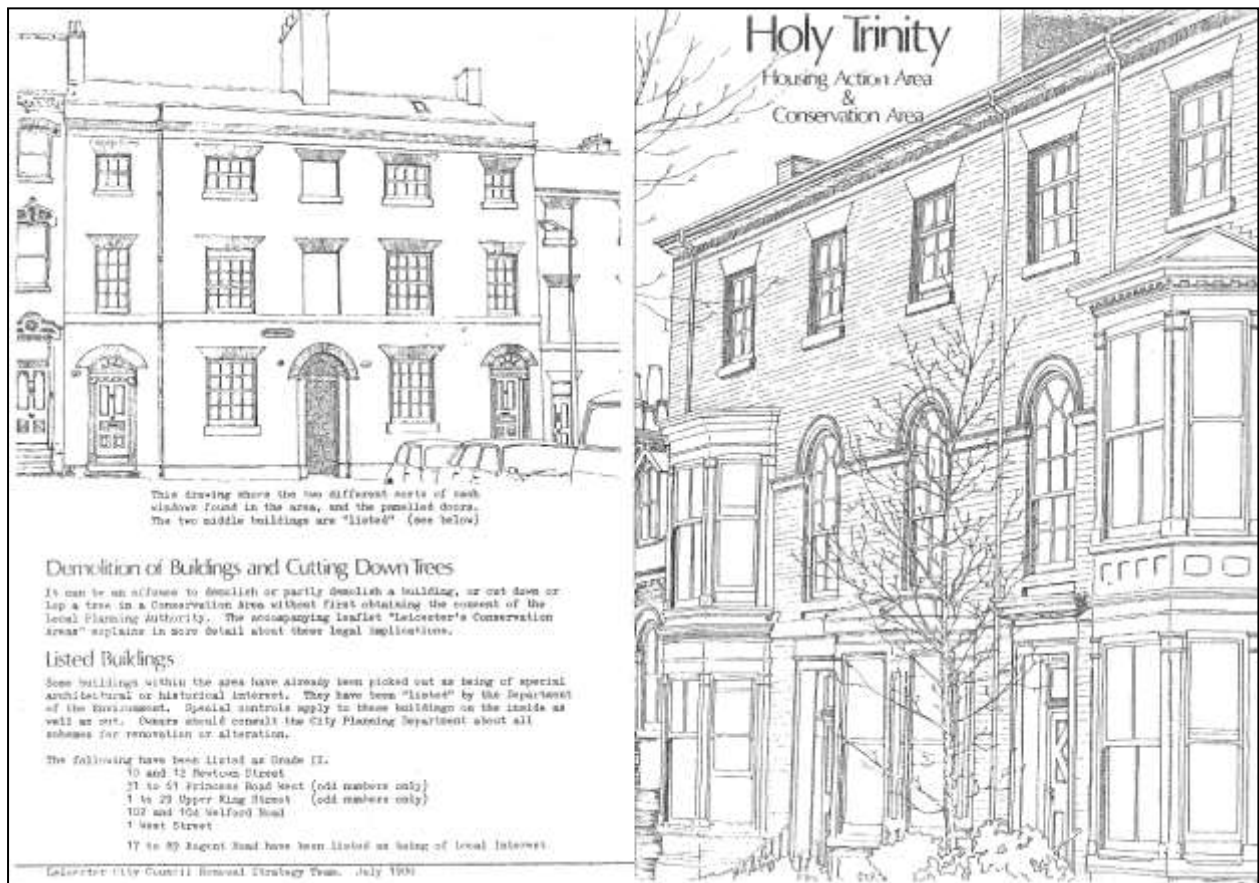 This drawing shows the two different sorts of sash
windows found in the area, and the panelled doors.
The two middle buildings are "listed" (see below)
Demolition of Buildings and Cutting Down Trees
It can be an offence to demolish or partly demolish a building, or cut down or
lop a tree in a Conservation Area without first obtaining the consent of the
Local Planning Authority. The accompanying leaflet "Leicester's Conservation
Areas" explains in more detail about these legal implications.
Listed Buildings
Some buildings within the area have already been picked out as being of special
architectural or historical interest. They have been "listed" by the Department
of the Environment. Special controls apply to these buildings on the inside as
well as out. Owners should consult the City Planning Department about all
schemes for renovation or alteration.
The following have been listed as Grade II.
10 and 12 Newtown Street
to 61 Princess Road West (odd numbers only)
1 to 29 Upper King Street (odd numbers only)
102 and 104 Welford Road
1 West Street
17 to 89 Regent Road have been listed as being of Local Interest
Leicester City Council Renewal Strategy Team. July
Holy Trinity
Housing Action Area
&
Conservation Area